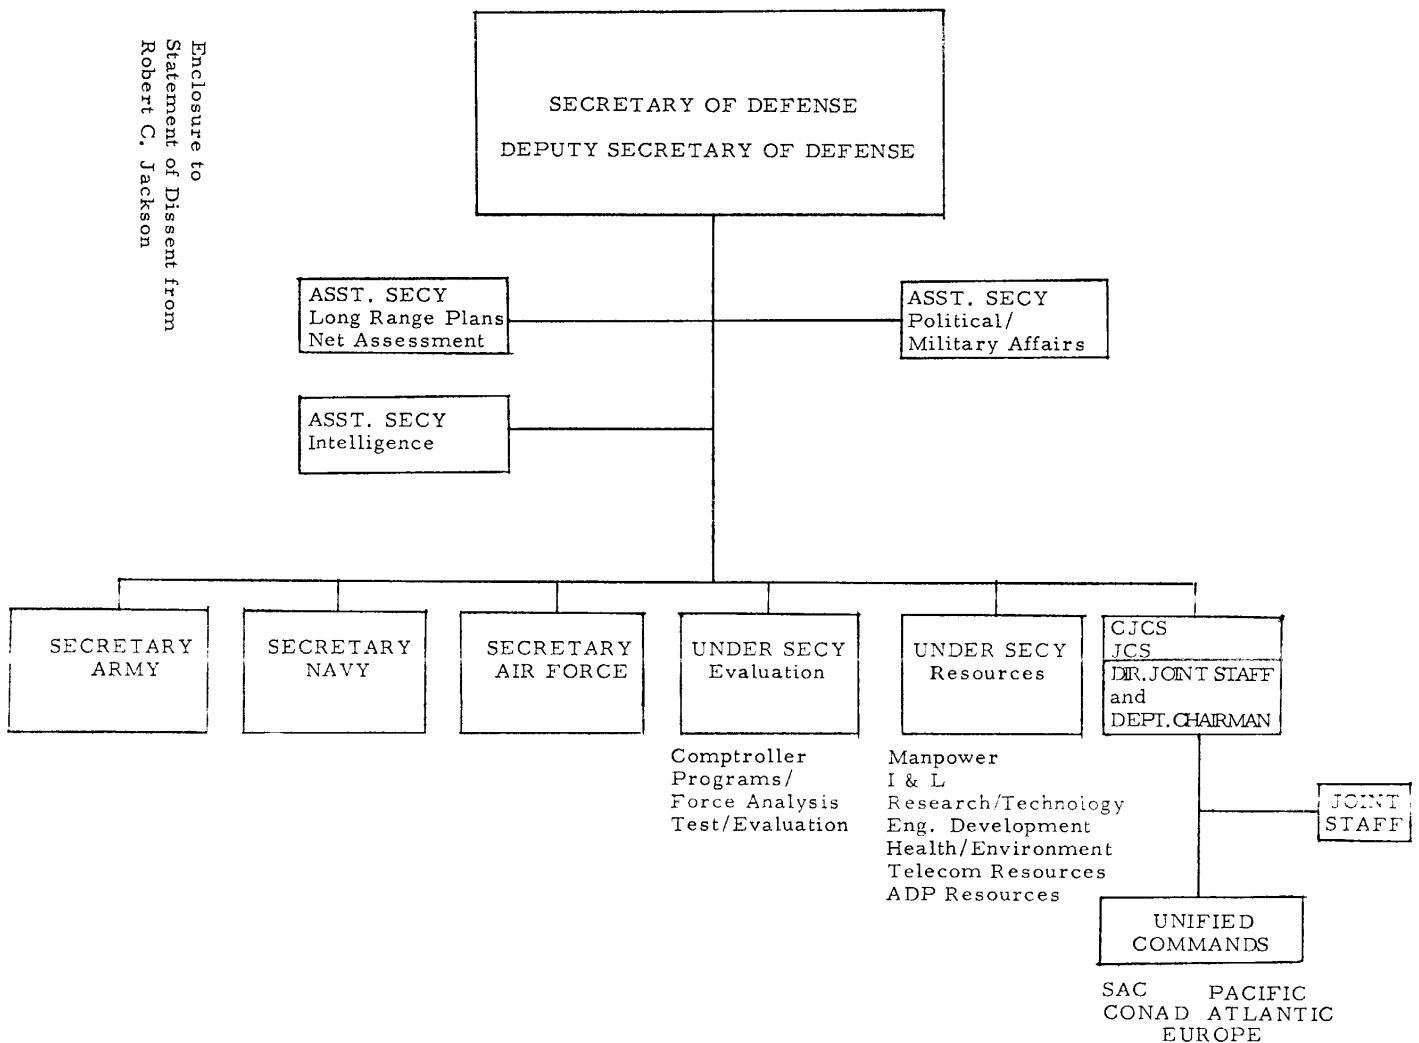 Enclosure to
Statement of Dissent from
Robert C. Jackson
SECRETARY OF DEFENSE
DEPUTY SECRETARY OF DEFENSE
ASST. SECY
Long Range Plans
Net Assessment
ASST. SECY
Political/
Military Affairs
ASST. SECY
Intelligence
SECRETARY
ARMY
SECRETARY
NAVY
SECRETARY
AIR FORCE
UNDER SECY
Evaluation
Comptroller
Programs/
Force Analysis
Test/Evaluation
UNDER SECY
Resources
Manpower
I & L
Research/Technology
Eng. Development
Health/Environment
Telecom Resources
ADP Resources
CJCS
JCS
DIR. JOINT STAFF
and
DEPT. CHAIRMAN
JOINT
STAFF
UNIFIED
COMMANDS
SAC PACIFIC
CONAD ATLANTIC
EUROPE